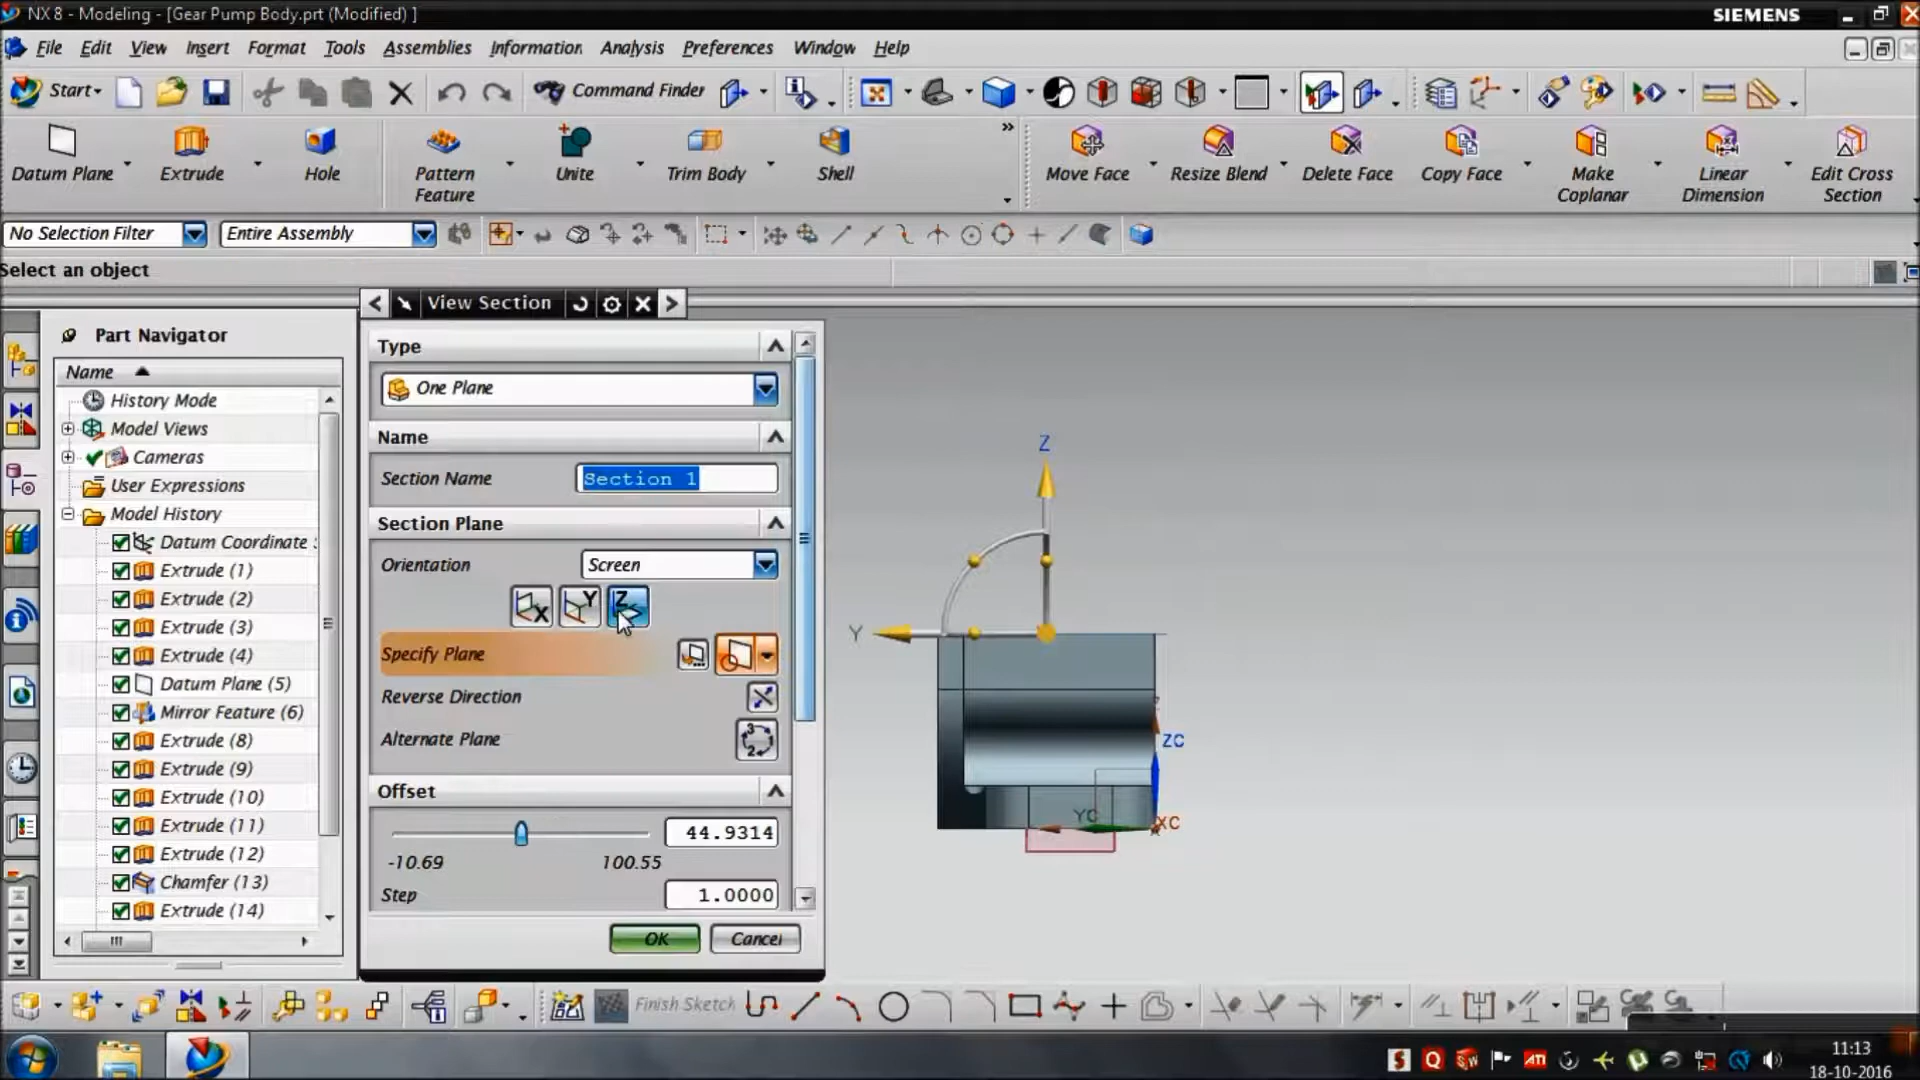 NX 8 - Modeling - [Gear Pump Body.prt (Modified) ]
SIEMENS
File Edit View Insert Format Tools Assemblies Information Analysis Preferences Window Help
Start Command Finder
Datum Plane Extrude Hole Pattern Feature Unite Trim Body Shell Move Face Resize Blend Delete Face Copy Face Make Coplanar Linear Dimension Edit Cross Section
No Selection Filter Entire Assembly
Select an object
View Section
Part Navigator
Name
History Mode
Model Views
Cameras
User Expressions
Model History
Datum Coordinate
Extrude (1)
Extrude (2)
Extrude (3)
Extrude (4)
Datum Plane (5)
Mirror Feature (6)
Extrude (8)
Extrude (9)
Extrude (10)
Extrude (11)
Extrude (12)
Chamfer (13)
Extrude (14)
Type
One Plane
Name
Section Name Section 1
Section Plane
Orientation Screen
X Y Z
Specify Plane
Reverse Direction
Alternate Plane
Offset
44.9314
-10.69 100.55
Step 1.0000
OK Cancel
Z
Y
ZC
YC
XC
Finish Sketch
11:13
18-10-2016